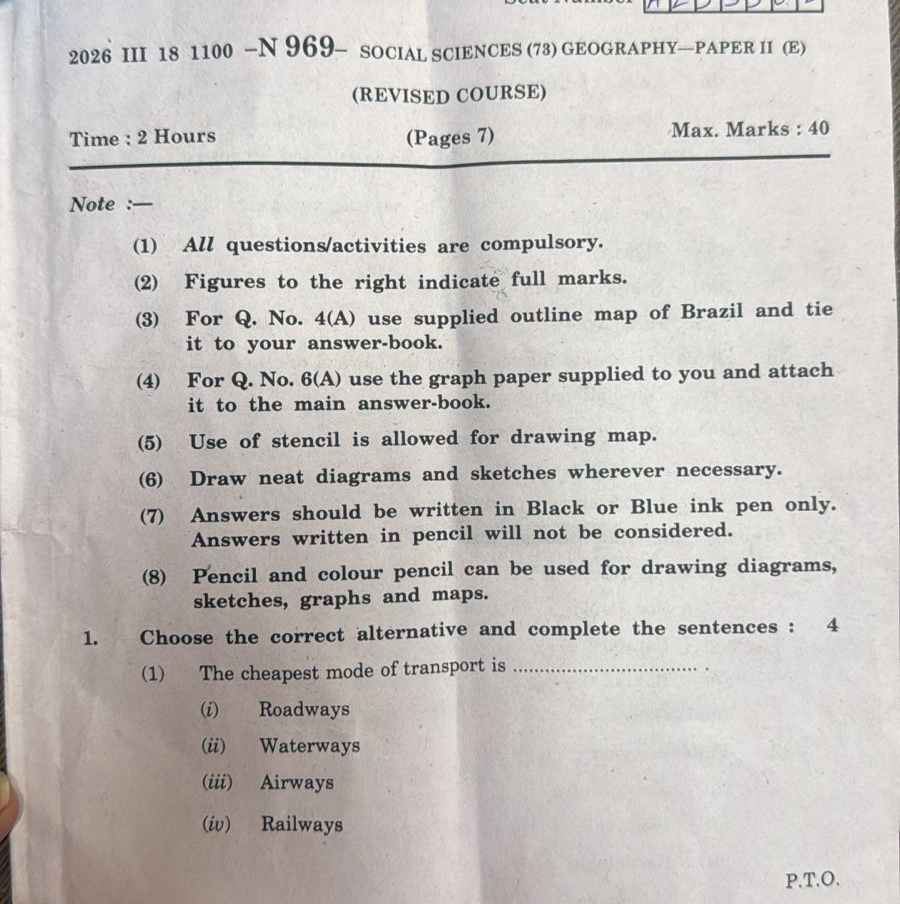 2026 III 18 1100 –N 969– SOCIAL SCIENCES (73) GEOGRAPHY—PAPER II (E)
(REVISED COURSE)
Time : 2 Hours (Pages 7) Max. Marks : 40
Note :—
(1) All questions/activities are compulsory.
(2) Figures to the right indicate full marks.
(3) For Q. No. 4(A) use supplied outline map of Brazil and tie
it to your answer-book.
(4) For Q. No. 6(A) use the graph paper supplied to you and attach
it to the main answer-book.
(5) Use of stencil is allowed for drawing map.
(6) Draw neat diagrams and sketches wherever necessary.
(7) Answers should be written in Black or Blue ink pen only.
Answers written in pencil will not be considered.
(8) Pencil and colour pencil can be used for drawing diagrams,
sketches, graphs and maps.
1. Choose the correct alternative and complete the sentences : 4
(1) The cheapest mode of transport is .................................. .
(i) Roadways
(ii) Waterways
(iii) Airways
(iv) Railways
P.T.O.